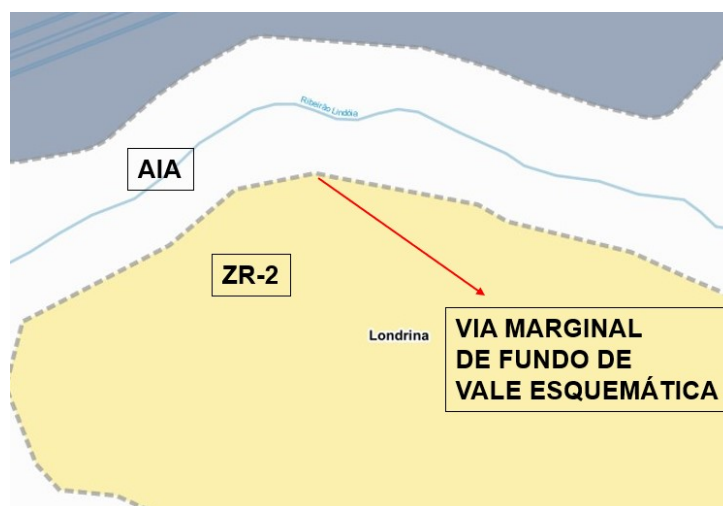 Ribeirão Lindóia
AIA
ZR-2
Londrina
VIA MARGINAL
DE FUNDO DE
VALE ESQUEMÁTICA